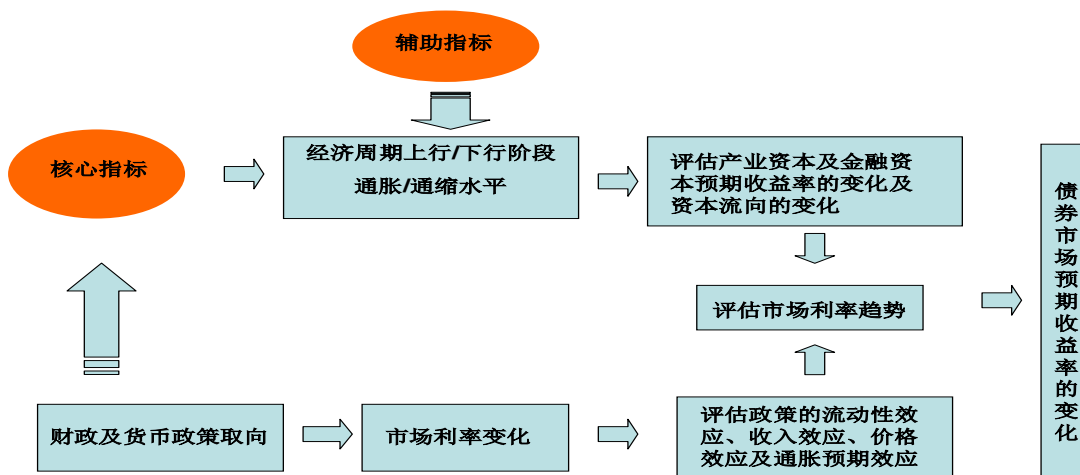 辅助指标
核心指标
经济周期上行/下行阶段
通胀/通缩水平
评估产业资本及金融资
本预期收益率的变化及
资本流向的变化
评估市场利率趋势
债券市场预期收益率的变化
财政及货币政策取向
市场利率变化
评估政策的流动性效
应、收入效应、价格
效应及通胀预期效应